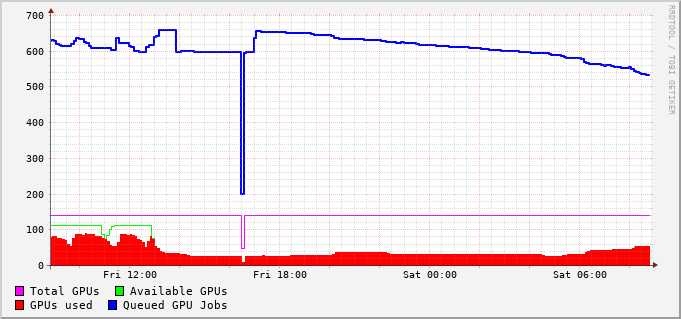 700
600
500
400
300
200
100
0
Fri 12:00 Fri 18:00 Sat 00:00 Sat 06:00
Total GPUs Available GPUs
GPUs used Queued GPU Jobs
RRDTOOL / TOBI OETIKER